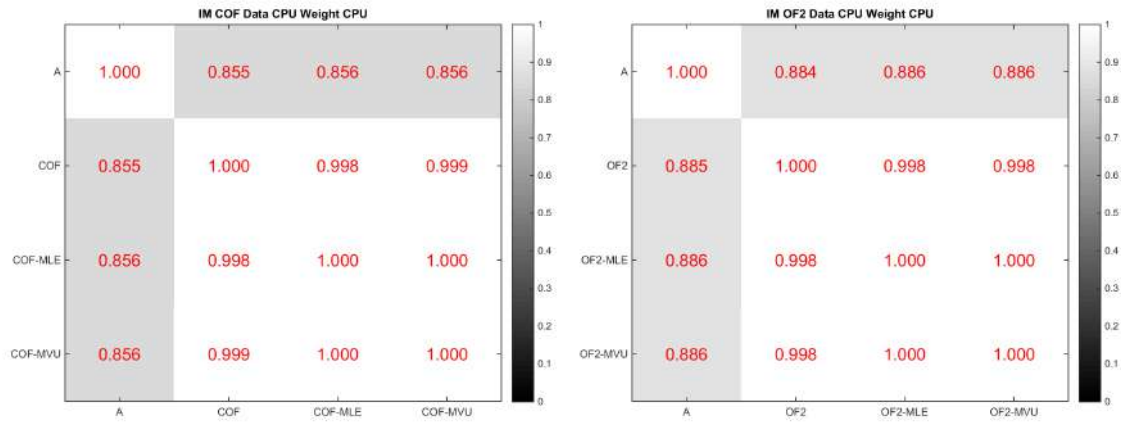 IM COF Data CPU Weight CPU
A 1.000 0.855 0.856 0.856
COF 0.855 1.000 0.998 0.999
COF-MLE 0.856 0.998 1.000 1.000
COF-MVU 0.856 0.999 1.000 1.000
A COF COF-MLE COF-MVU
1
0.9
0.8
0.7
0.6
0.5
0.4
0.3
0.2
0.1
0
IM OF2 Data CPU Weight CPU
A 1.000 0.884 0.886 0.886
OF2 0.885 1.000 0.998 0.998
OF2-MLE 0.886 0.998 1.000 1.000
OF2-MVU 0.886 0.998 1.000 1.000
A OF2 OF2-MLE OF2-MVU
1
0.9
0.8
0.7
0.6
0.5
0.4
0.3
0.2
0.1
0